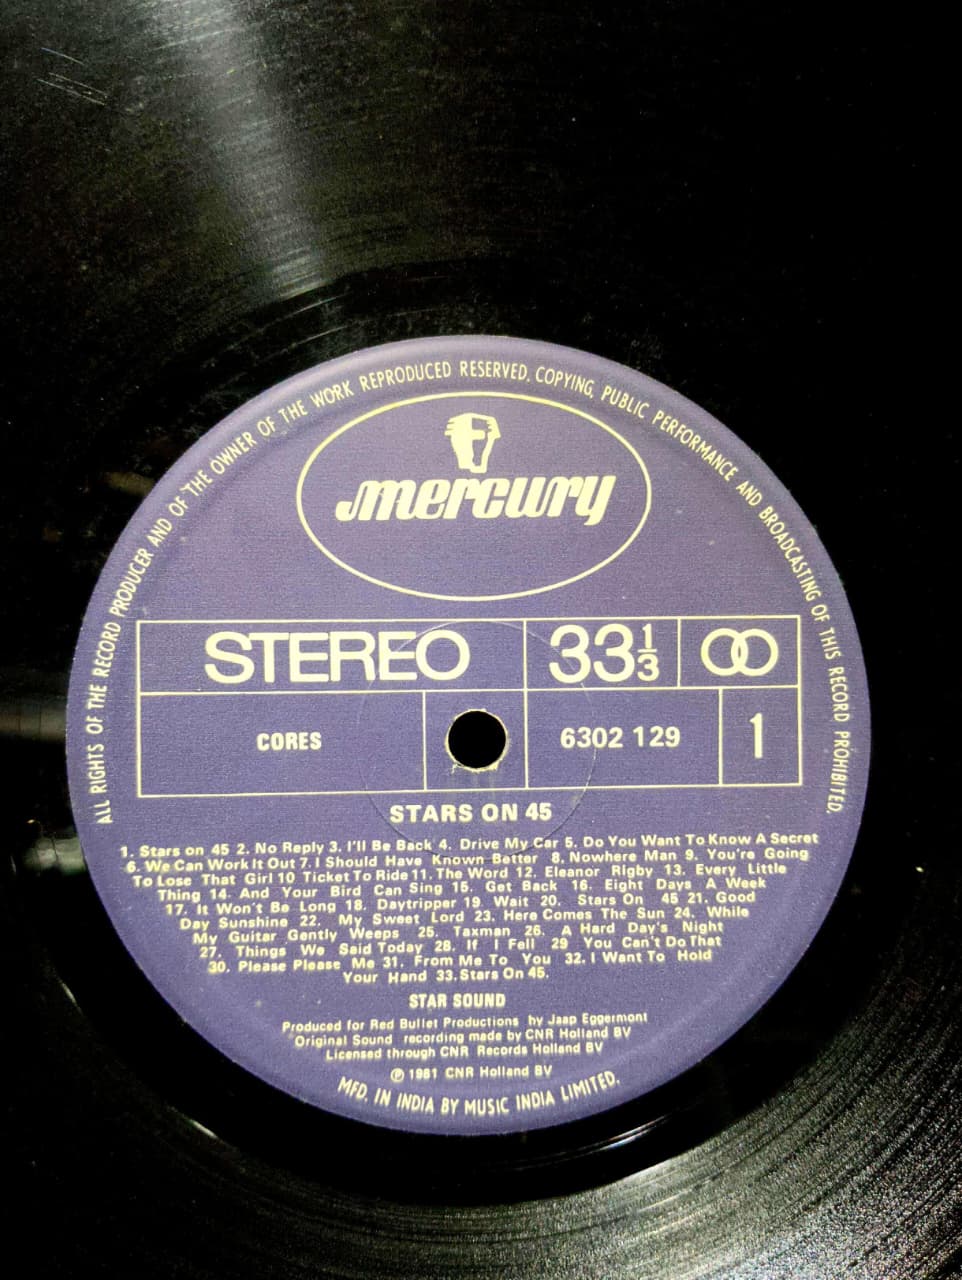 ALL RIGHTS OF THE RECORD PRODUCER AND OF THE OWNER OF THE WORK REPRODUCED RESERVED. COPYING, PUBLIC PERFORMANCE AND BROADCASTING OF THIS RECORD PROHIBITED.
mercury
STEREO 33 1/3
CORES 6302 129 1
STARS ON 45
1. Stars on 45 2. No Reply 3. I'll Be Back 4. Drive My Car 5. Do You Want To Know A Secret
6. We Can Work It Out 7. I Should Have Known Better 8. Nowhere Man 9. You're Going
To Lose That Girl 10 Ticket To Ride 11. The Word 12. Eleanor Rigby 13. Every Little
Thing 14. And Your Bird Can Sing 15. Get Back 16. Eight Days A Week
17. It Won't Be Long 18. Daytripper 19. Wait 20. Stars On 45 21. Good
Day Sunshine 22. My Sweet Lord 23. Here Comes The Sun 24. While
My Guitar Gently Weeps 25. Taxman 26. A Hard Day's Night
27. Things We Said Today 28. If I Fell 29 You Can't Do That
30. Please Please Me 31. From Me To You 32. I Want To Hold
Your Hand 33. Stars On 45.
STAR SOUND
Produced for Red Bullet Productions by Jaap Eggermont
Original Sound recording made by CNR Holland BV
Licensed through CNR Records Holland BV
℗ 1981 CNR Holland BV
MFD. IN INDIA BY MUSIC INDIA LIMITED.